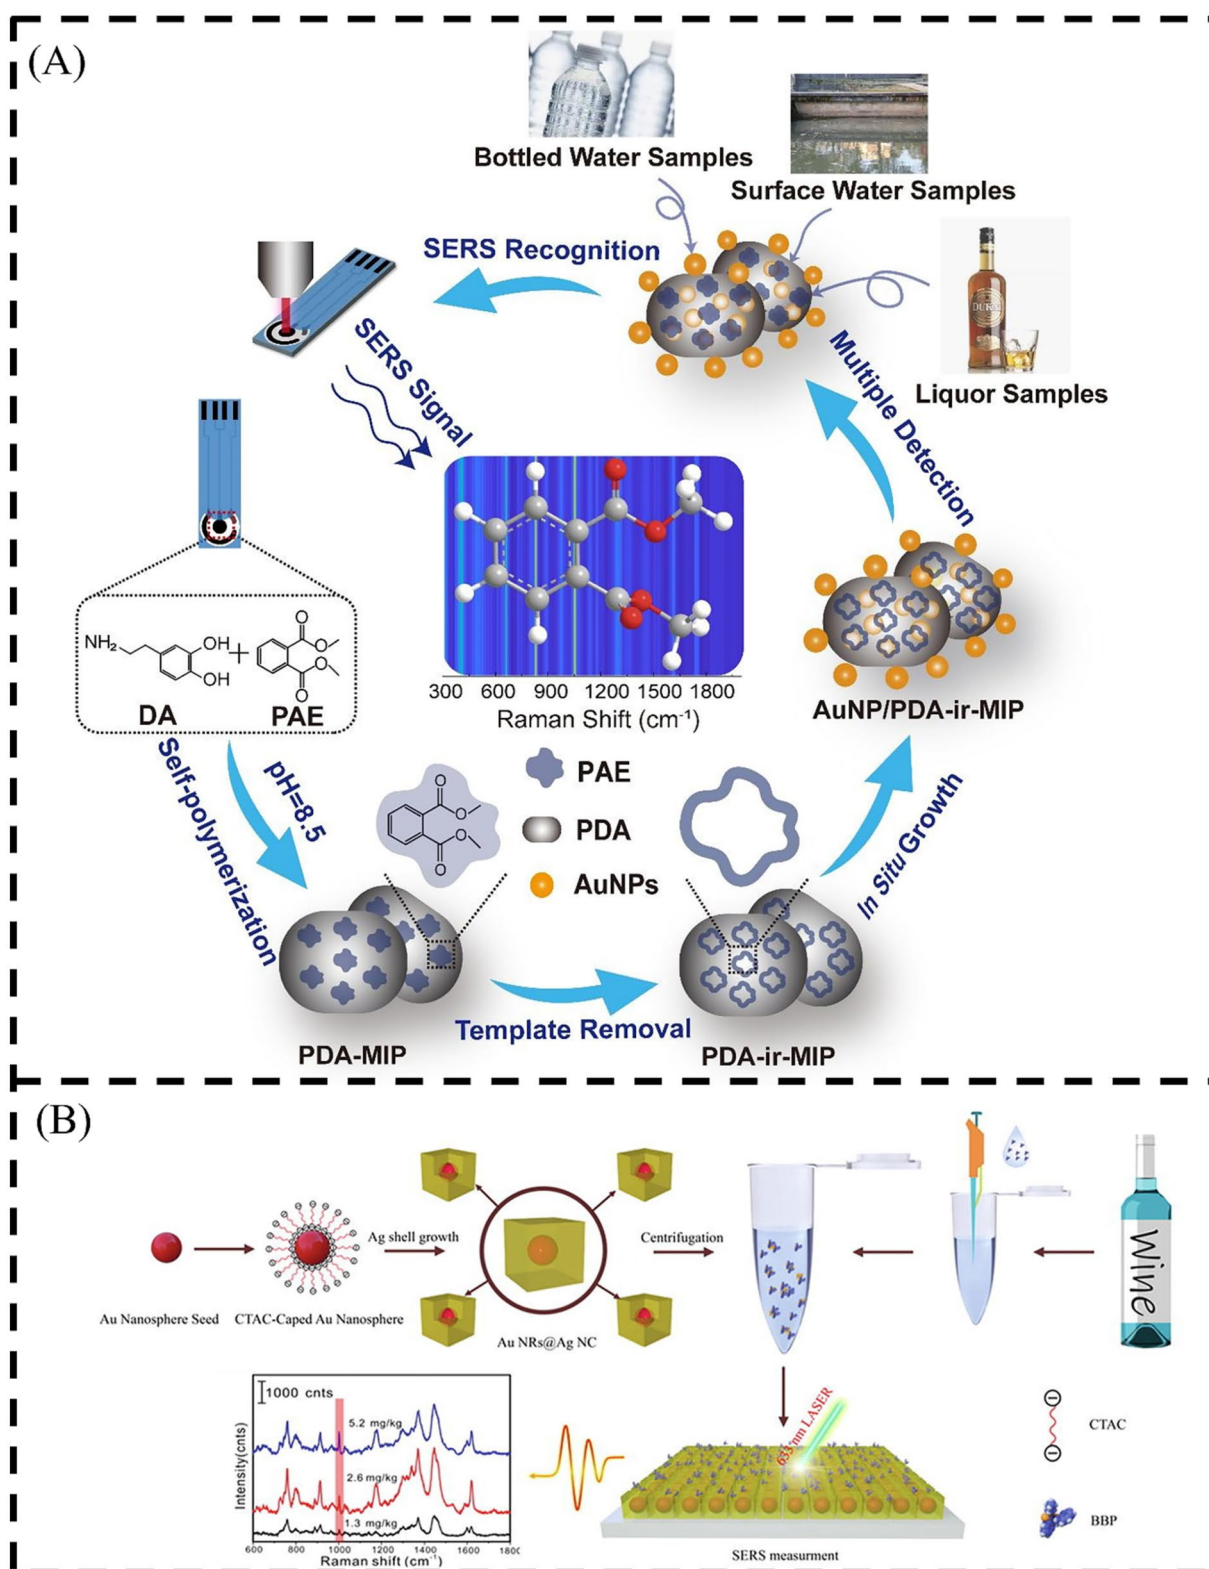 (A)
Bottled Water Samples
Surface Water Samples
SERS Recognition
DUKE
Liquor Samples
SERS Signal
Multiple Detection
NH₂
OH
OH
+
O
O
O
O
DA
PAE
300 600 900 1200 1500 1800
Raman Shift (cm⁻¹)
AuNP/PDA-ir-MIP
Self-polymerization
pH=8.5
O
O
O
O
PAE
PDA
AuNPs
In Situ Growth
PDA-MIP
Template Removal
PDA-ir-MIP
(B)
Ag shell growth
Centrifugation
Wine
Au Nanosphere Seed
CTAC-Caped Au Nanosphere
Au NRs@Ag NC
1000 cnts
5.2 mg/kg
2.6 mg/kg
1.3 mg/kg
Intensity(cnts)
600 800 1000 1200 1400 1600 1800
Raman shift (cm⁻¹)
633 nm LASER
SERS measurment
CTAC
BBP